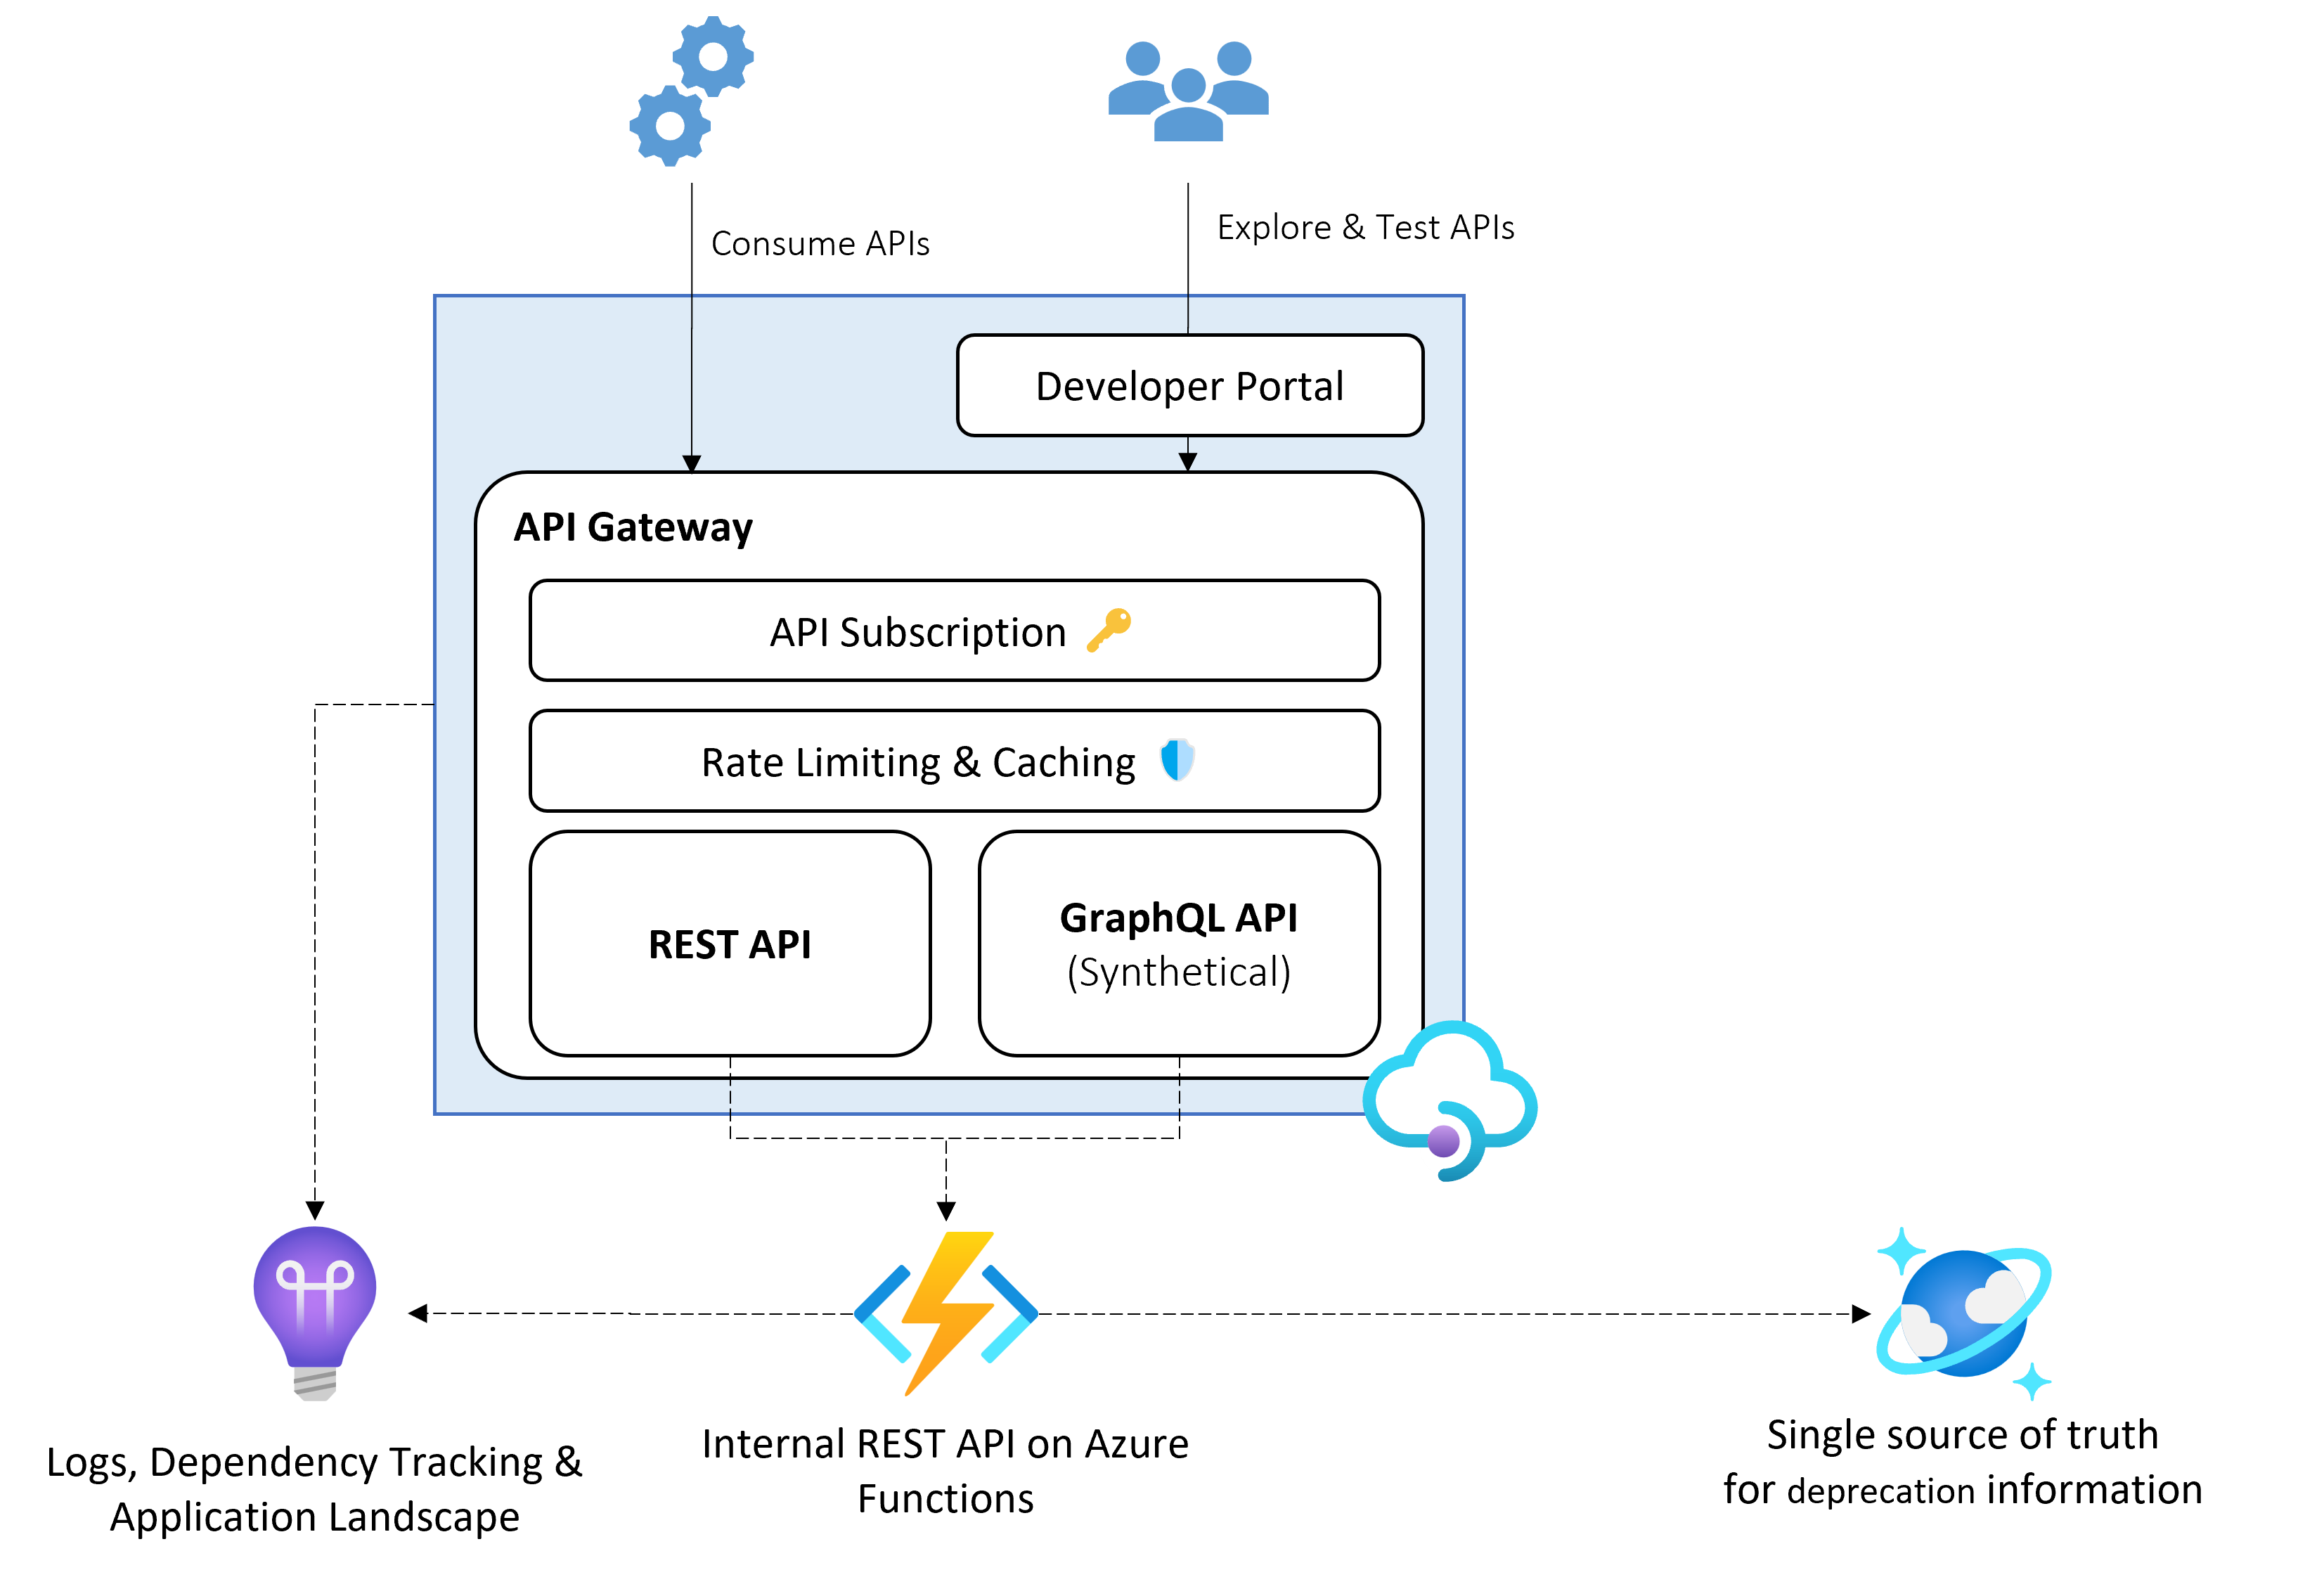 Consume APIs
Explore & Test APIs
Developer Portal
API Gateway
API Subscription
Rate Limiting & Caching
REST API
GraphQL API
(Synthetical)
Logs, Dependency Tracking &
Application Landscape
Internal REST API on Azure
Functions
Single source of truth
for deprecation information